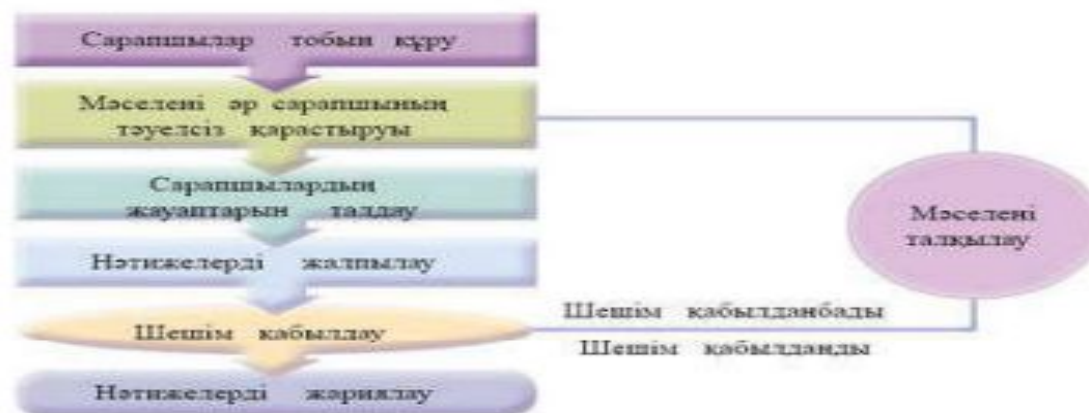 Сарапшылар тобын құру
Мәселені әр сарапшының
тәуелсіз қарастыруы
Сарапшылардың
жауаптарын талдау
Нәтижелерді жалпылау
Шешім қабылдау
Нәтижелерді жариялау
Шешім қабылданбады
Шешім қабылданды
Мәселені
талқылау